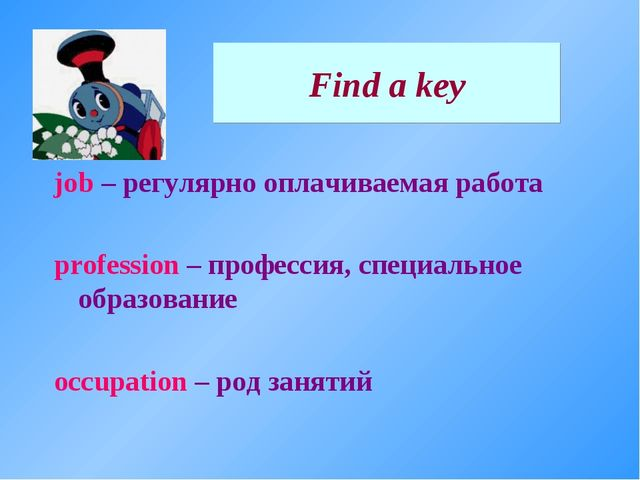 Find a key
job – регулярно оплачиваемая работа
profession – профессия, специальное
образование
occupation – род занятий